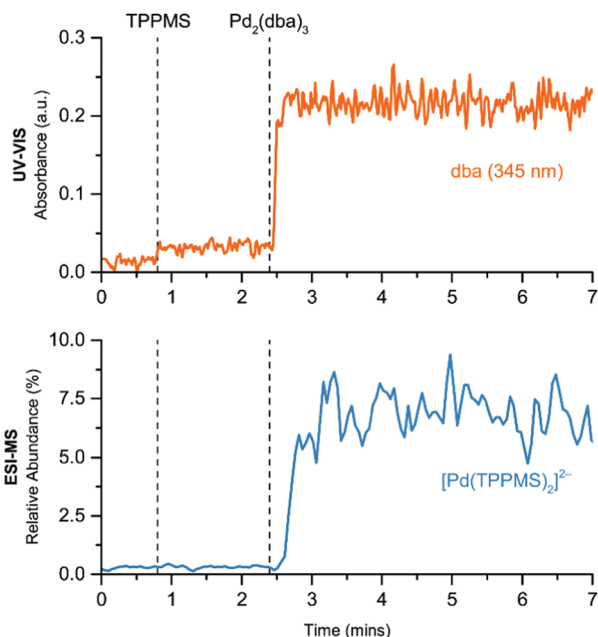 TPPMS Pd₂(dba)₃
0.3
0.2
0.1
0.0
UV-VIS
Absorbance (a.u.)
dba (345 nm)
0 1 2 3 4 5 6 7
10.0
7.5
5.0
2.5
0.0
ESI-MS
Relative Abundance (%)
[Pd(TPPMS)₂]²⁻
0 1 2 3 4 5 6 7
Time (mins)